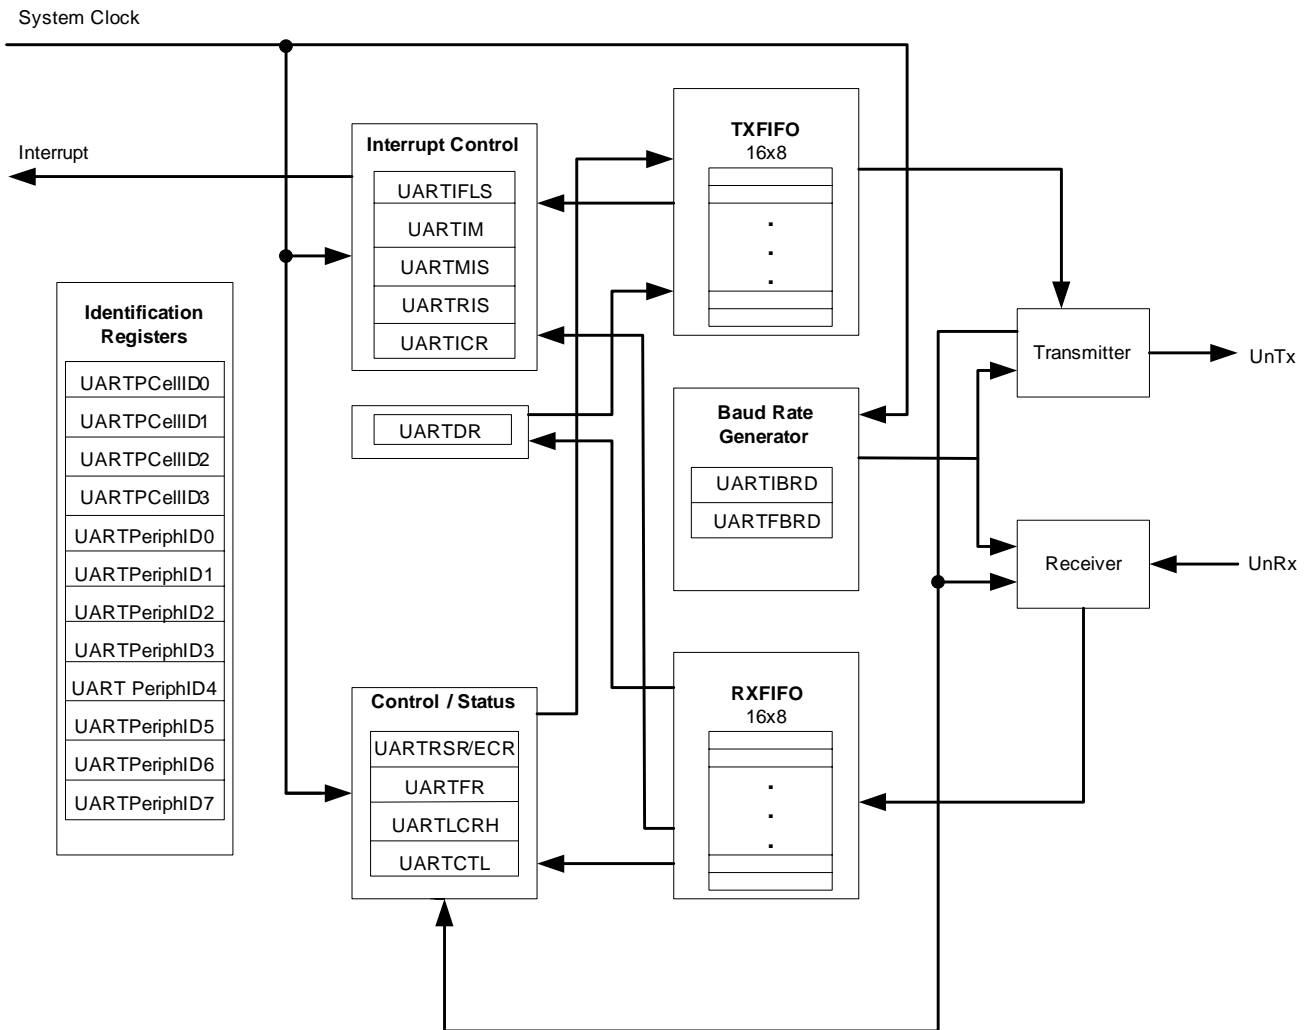 System Clock
Interrupt
Identification
Registers
UARTPCellID0
UARTPCellID1
UARTPCellID2
UARTPCellID3
UARTPeriphID0
UARTPeriphID1
UARTPeriphID2
UARTPeriphID3
UART PeriphID4
UARTPeriphID5
UARTPeriphID6
UARTPeriphID7
Interrupt Control
UARTIFLS
UARTIM
UARTMIS
UARTRIS
UARTICR
UARTDR
Control / Status
UARTRSR/ECR
UARTFR
UARTLCRH
UARTCTL
TXFIFO
16x8
.
.
.
Baud Rate
Generator
UARTIBRD
UARTFBRD
RXFIFO
16x8
.
.
.
Transmitter
UnTx
Receiver
UnRx